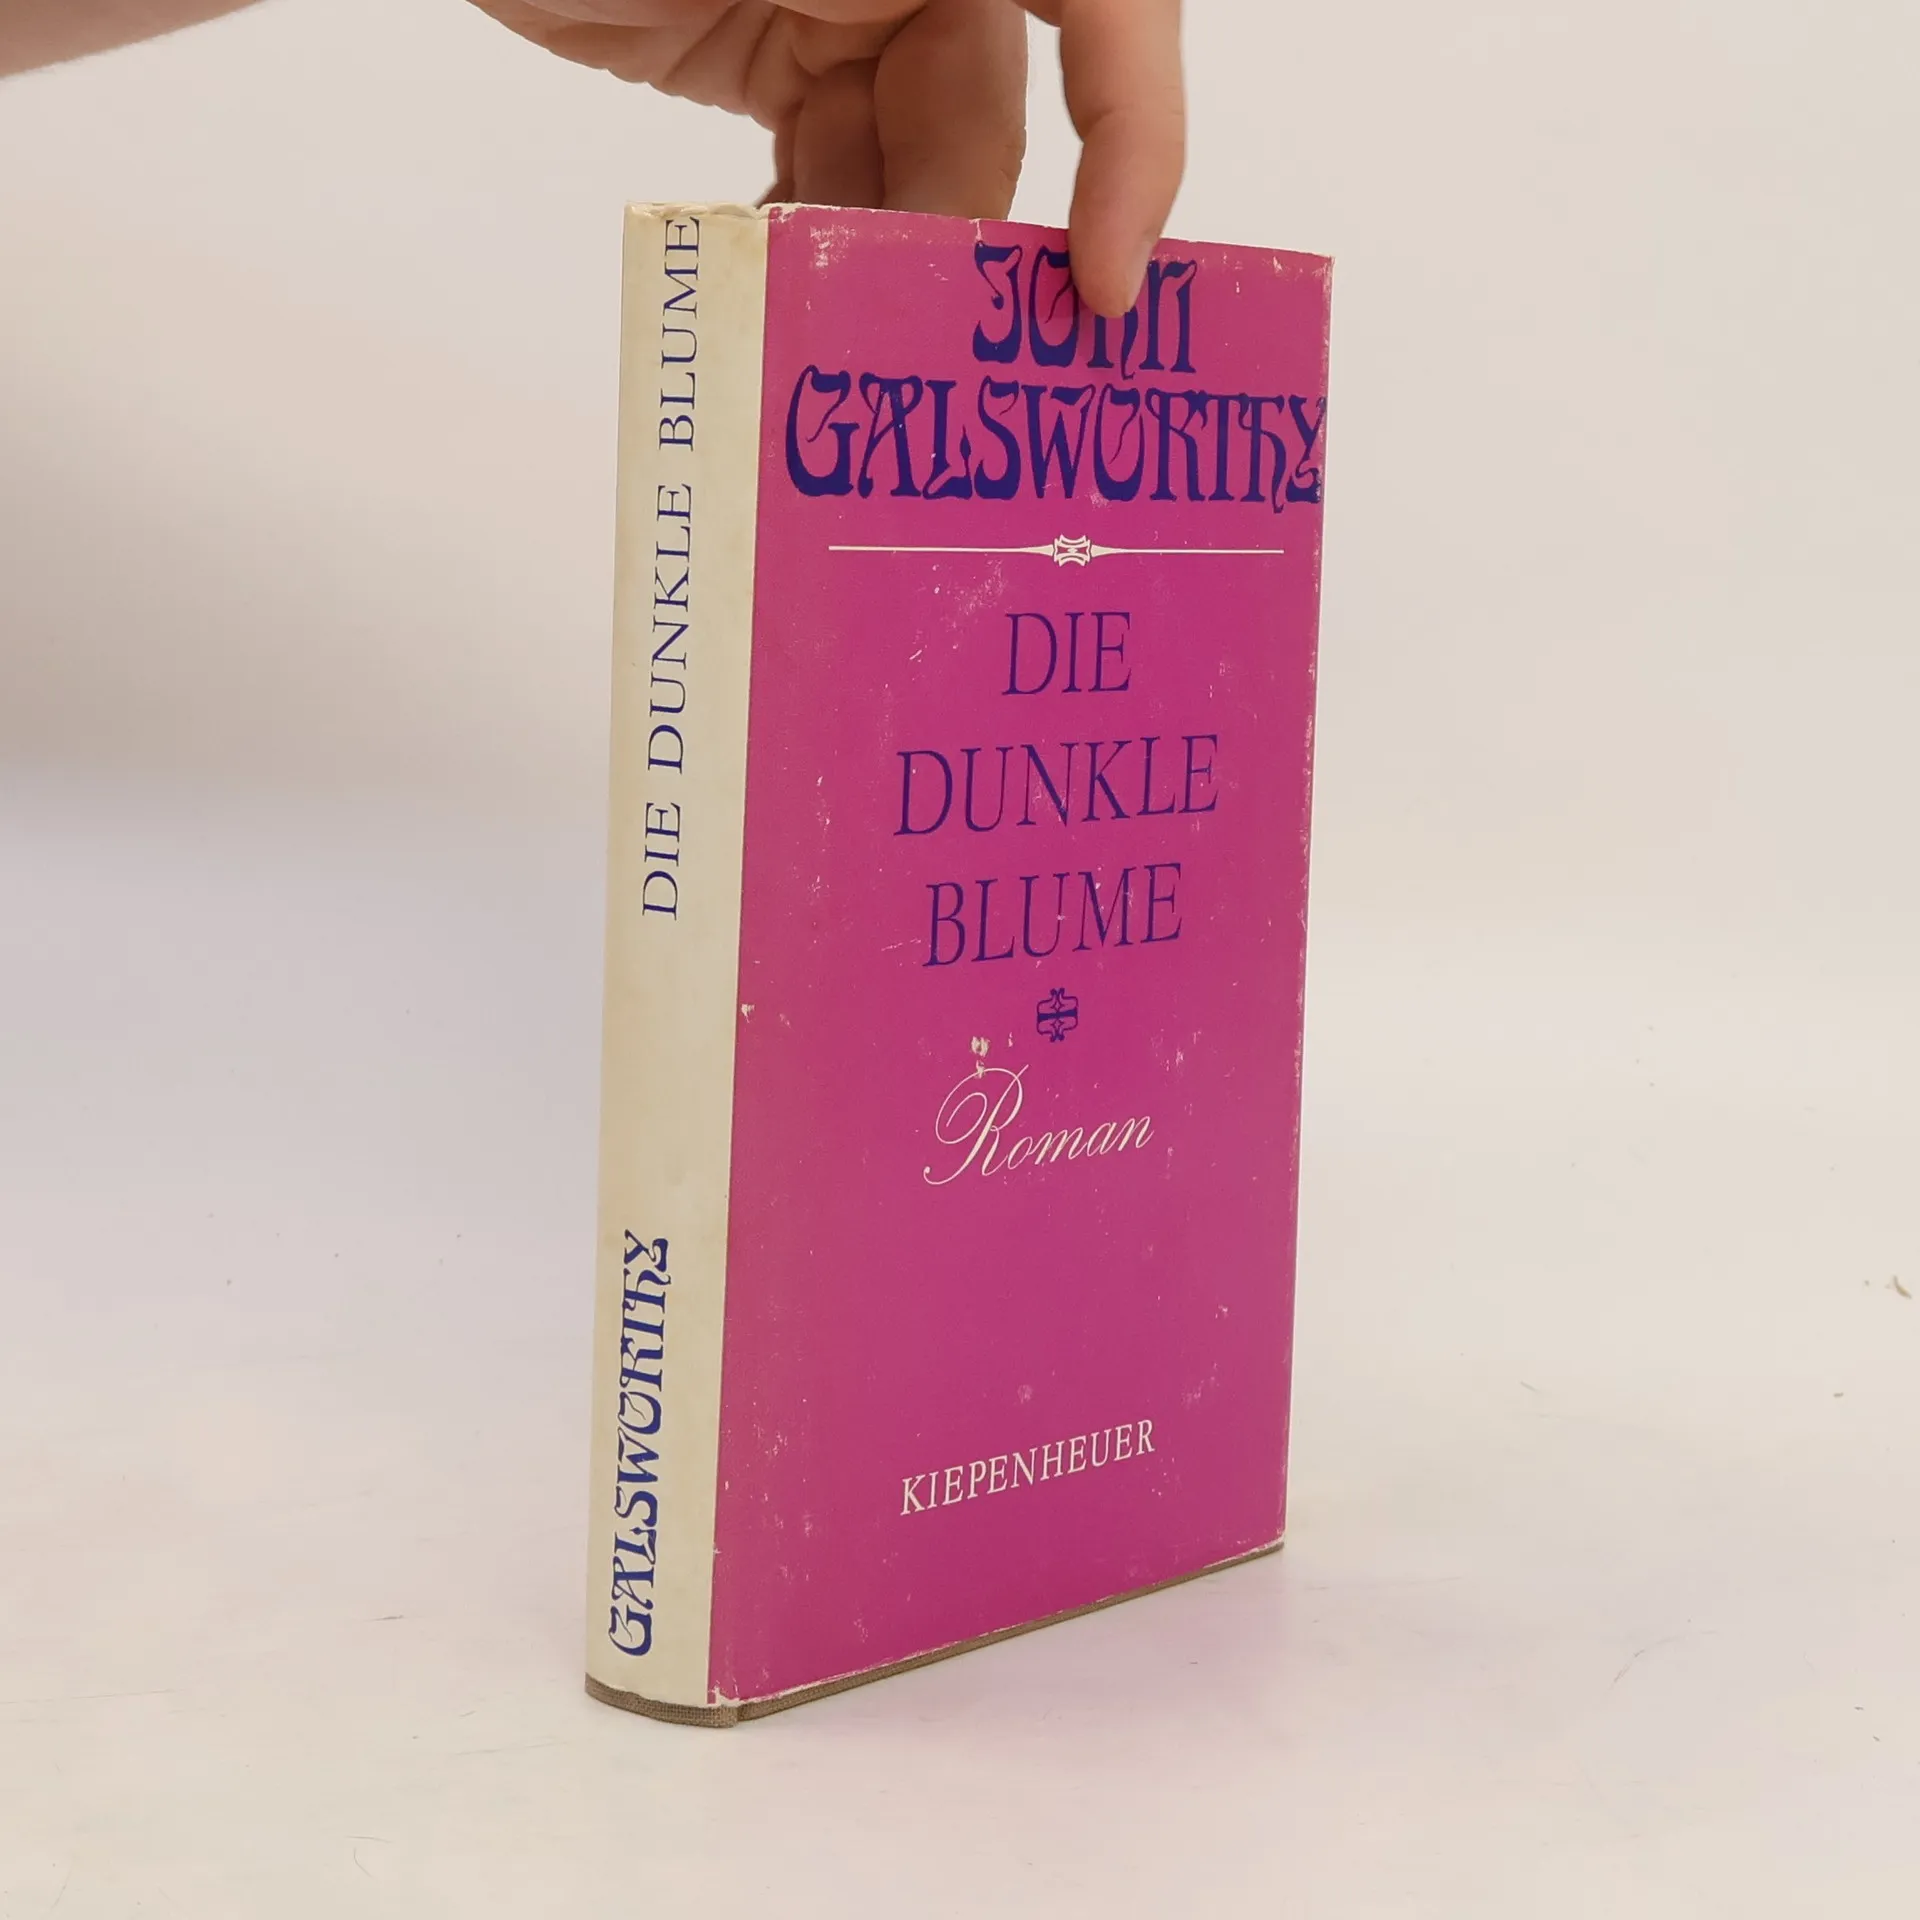 JOHN
GALSWORTHY
DIE
DUNKLE
BLUME
Roman
KIEPENHEUER
DIE DUNKLE BLUME
GALSWORTHY